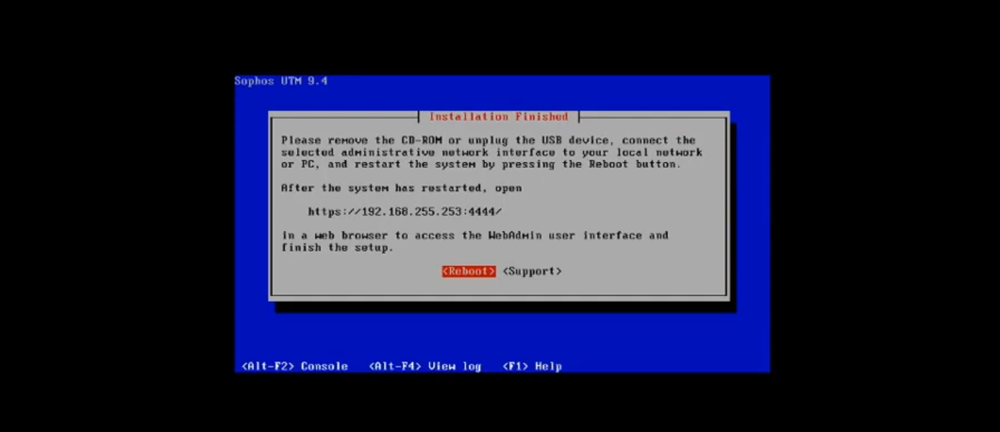 Sophos UTM 9.4
Installation Finished
Please remove the CD-ROM or unplug the USB device, connect the
selected administrative network interface to your local network
or PC, and restart the system by pressing the Reboot button.
After the system has restarted, open
https://192.168.255.253:4444/
in a web browser to access the WebAdmin user interface and
finish the setup.
<Reboot> <Support>
<Alt-F2> Console <Alt-F4> View log <F1> Help